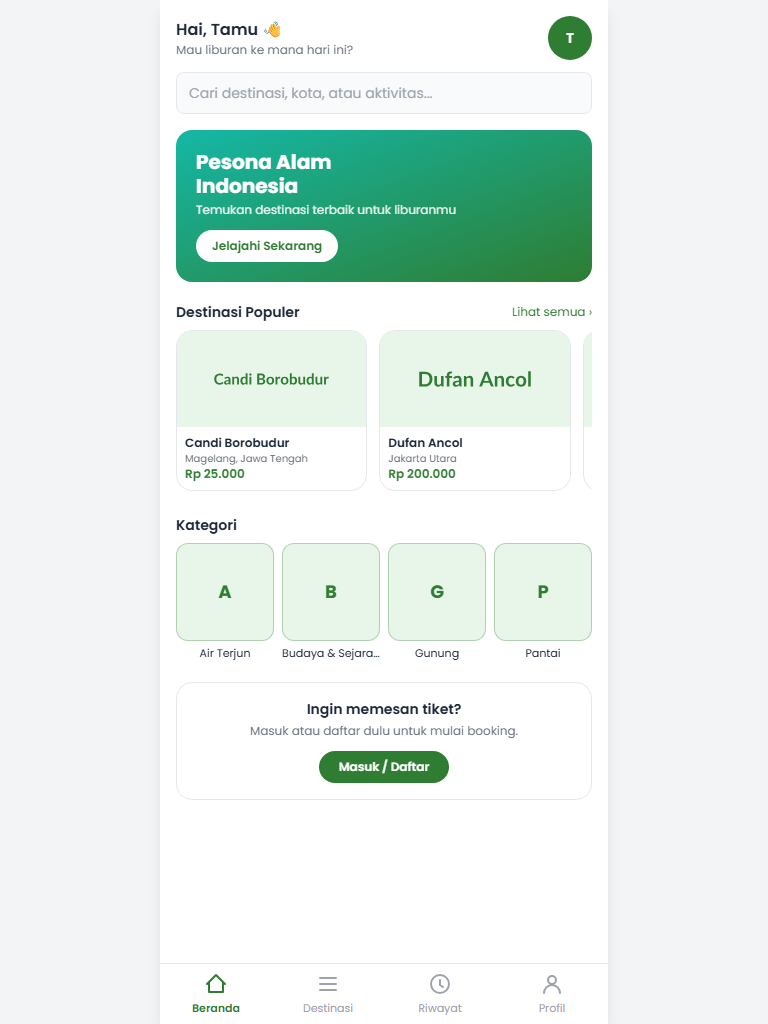 Hai, Tamu 👋
Mau liburan ke mana hari ini?
T
Cari destinasi, kota, atau aktivitas...
Pesona Alam
Indonesia
Temukan destinasi terbaik untuk liburanmu
Jelajahi Sekarang
Destinasi Populer
Lihat semua ›
Candi Borobudur
Dufan Ancol
Candi Borobudur
Magelang, Jawa Tengah
Rp 25.000
Dufan Ancol
Jakarta Utara
Rp 200.000
Kategori
A
B
G
P
Air Terjun
Budaya & Sejara...
Gunung
Pantai
Ingin memesan tiket?
Masuk atau daftar dulu untuk mulai booking.
Masuk / Daftar
Beranda
Destinasi
Riwayat
Profil